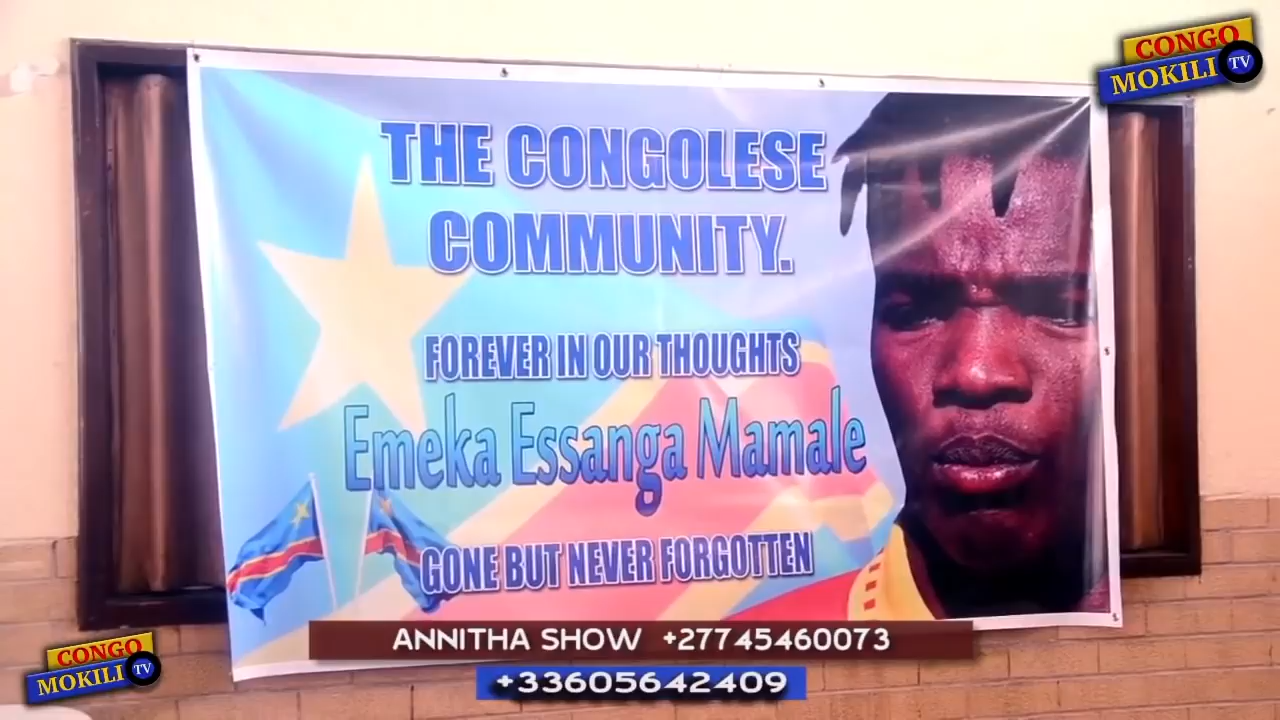 CONGO
MOKILI TV
THE CONGOLESE
COMMUNITY.
FOREVER IN OUR THOUGHTS
Emeka Essanga Mamale
GONE BUT NEVER FORGOTTEN
ANNITHA SHOW +27745460073
+33605642409
CONGO
MOKILI TV